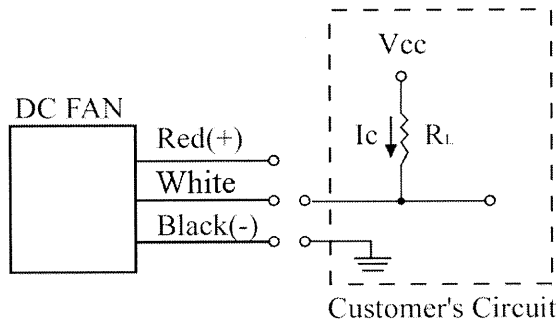 Vcc
DC FAN
Red(+)
Ic
RL
White
Black(-)
Customer's Circuit